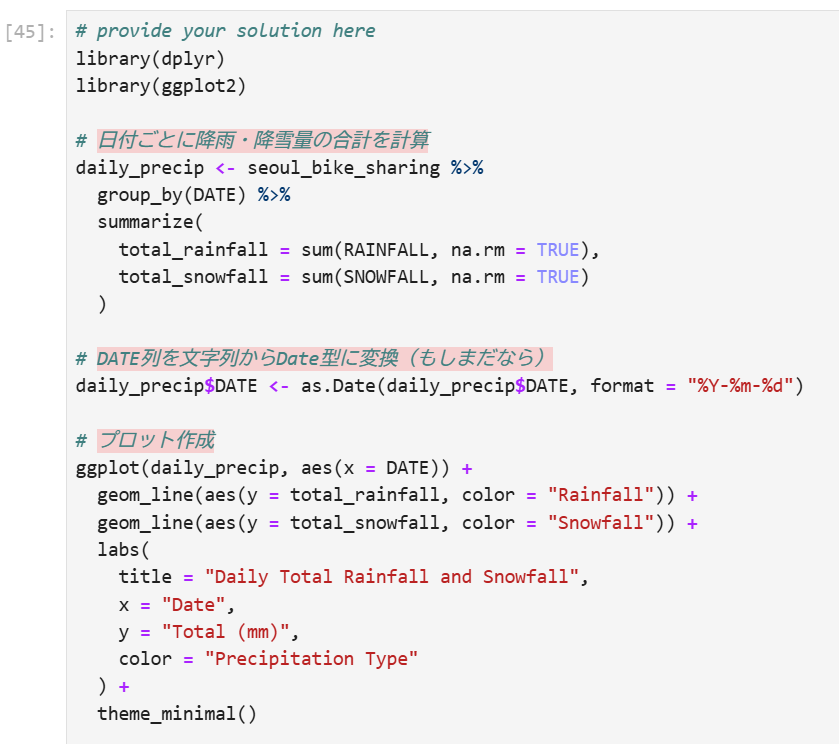 [45]: # provide your solution here
library(dplyr)
library(ggplot2)

# 日付ごとに降雨・降雪量の合計を計算
daily_precip <- seoul_bike_sharing %>%
  group_by(DATE) %>%
  summarize(
    total_rainfall = sum(RAINFALL, na.rm = TRUE),
    total_snowfall = sum(SNOWFALL, na.rm = TRUE)
  )

# DATE列を文字列からDate型に変換（もしまだなら）
daily_precip$DATE <- as.Date(daily_precip$DATE, format = "%Y-%m-%d")

# プロット作成
ggplot(daily_precip, aes(x = DATE)) +
  geom_line(aes(y = total_rainfall, color = "Rainfall")) +
  geom_line(aes(y = total_snowfall, color = "Snowfall")) +
  labs(
    title = "Daily Total Rainfall and Snowfall",
    x = "Date",
    y = "Total (mm)",
    color = "Precipitation Type"
  ) +
  theme_minimal()